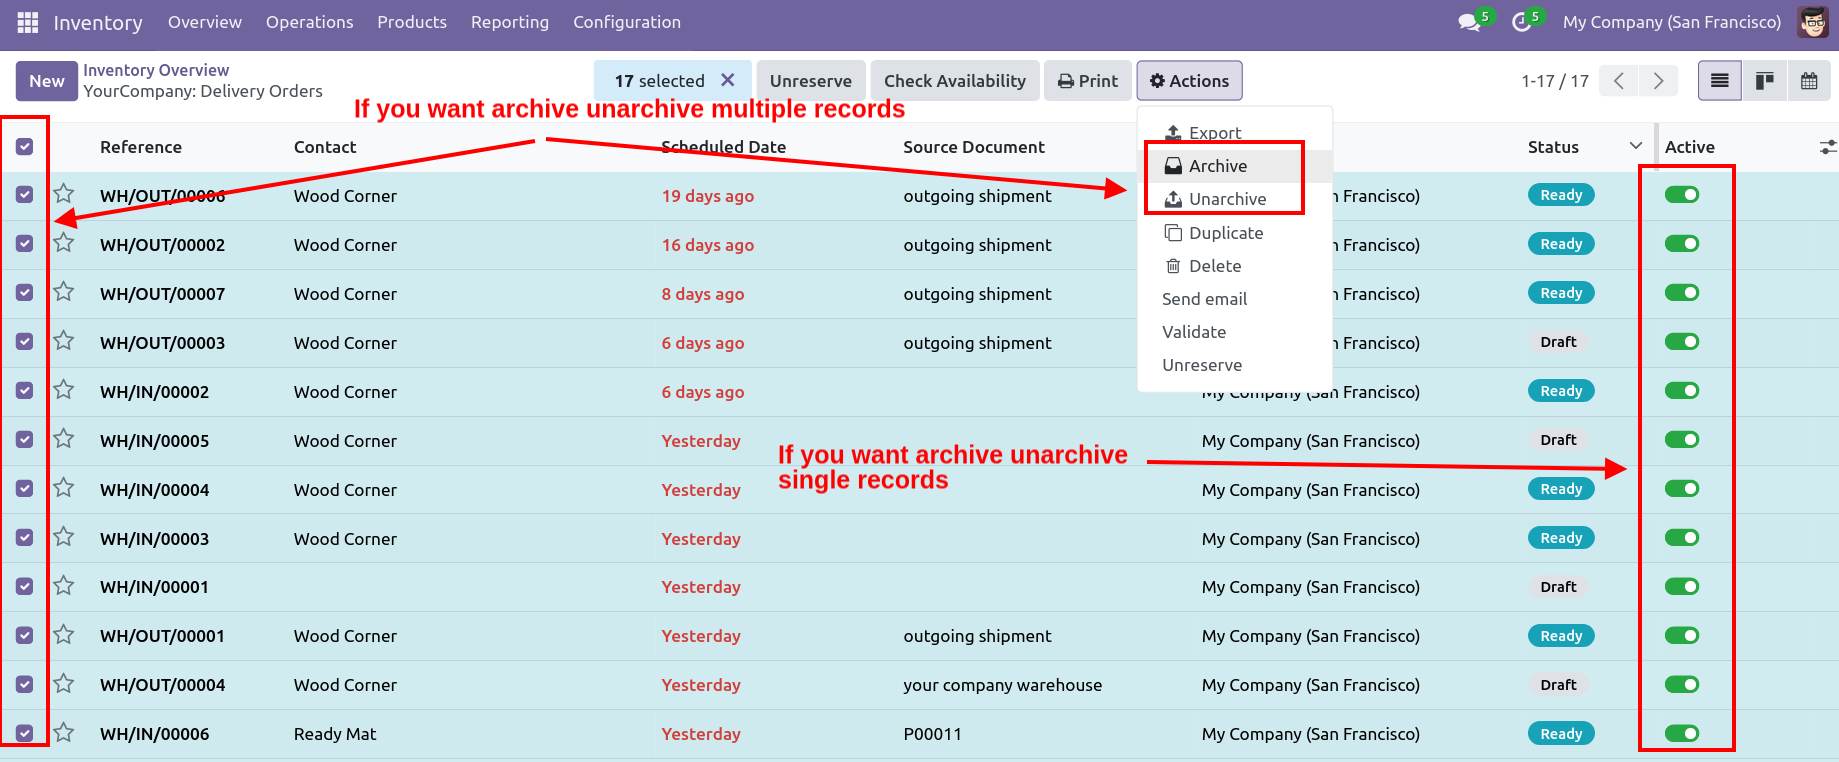 Inventory Overview Operations Products Reporting Configuration 5 5 My Company (San Francisco)
New Inventory Overview 17 selected Unreserve Check Availability Print Actions 1-17 / 17
YourCompany: Delivery Orders
If you want archive unarchive multiple records
Export
Reference Contact Scheduled Date Source Document Status Active
Archive
WH/OUT/00006 Wood Corner 19 days ago outgoing shipment Unarchive Francisco) Ready
Duplicate
WH/OUT/00002 Wood Corner 16 days ago outgoing shipment Francisco) Ready
Delete
WH/OUT/00007 Wood Corner 8 days ago outgoing shipment Send email Francisco) Ready
Validate
WH/OUT/00003 Wood Corner 6 days ago outgoing shipment Francisco) Draft
Unreserve
WH/IN/00002 Wood Corner 6 days ago My Company (San Francisco) Ready
WH/IN/00005 Wood Corner Yesterday My Company (San Francisco) Draft
If you want archive unarchive
single records
WH/IN/00004 Wood Corner Yesterday My Company (San Francisco) Ready
WH/IN/00003 Wood Corner Yesterday My Company (San Francisco) Ready
WH/IN/00001 Yesterday My Company (San Francisco) Draft
WH/OUT/00001 Wood Corner Yesterday outgoing shipment My Company (San Francisco) Ready
WH/OUT/00004 Wood Corner Yesterday your company warehouse My Company (San Francisco) Draft
WH/IN/00006 Ready Mat Yesterday P00011 My Company (San Francisco) Ready